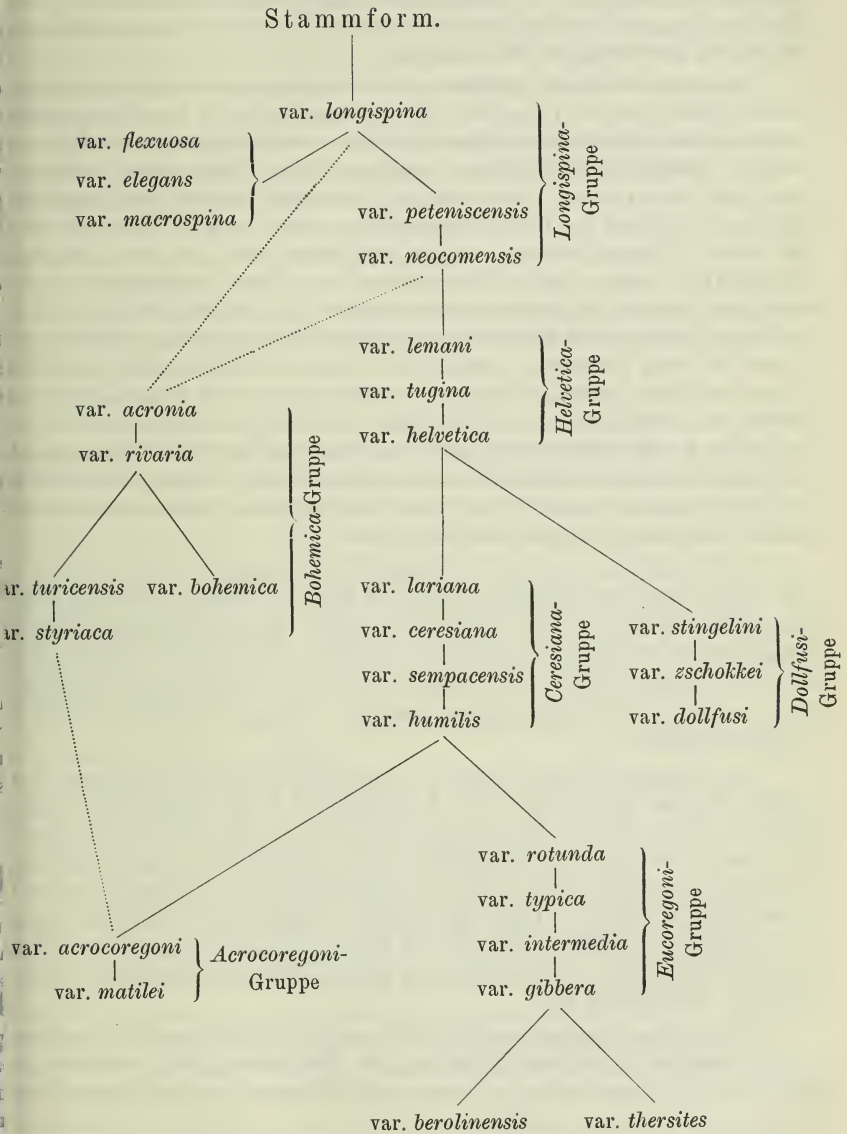 Stammform.
var. longispina
var. flexuosa
var. elegans
var. macrospina
var. peteniscensis
var. neocomensis
Longispina-
Gruppe
var. lemani
var. tugina
var. helvetica
Helvetica-
Gruppe
var. acronia
var. rivaria
ar. turicensis
var. bohemica
ar. styriaca
Bohemica-Gruppe
var. lariana
var. ceresiana
var. sempacensis
var. humilis
Ceresiana-
Gruppe
var. stingelini
var. zschokkei
var. dollfusi
Dollfusi-
Gruppe
var. rotunda
var. typica
var. intermedia
var. gibbera
Eucoregoni-
Gruppe
var. acrocoregoni
var. matilei
Acrocoregoni-
Gruppe
var. berolinensis
var. thersites